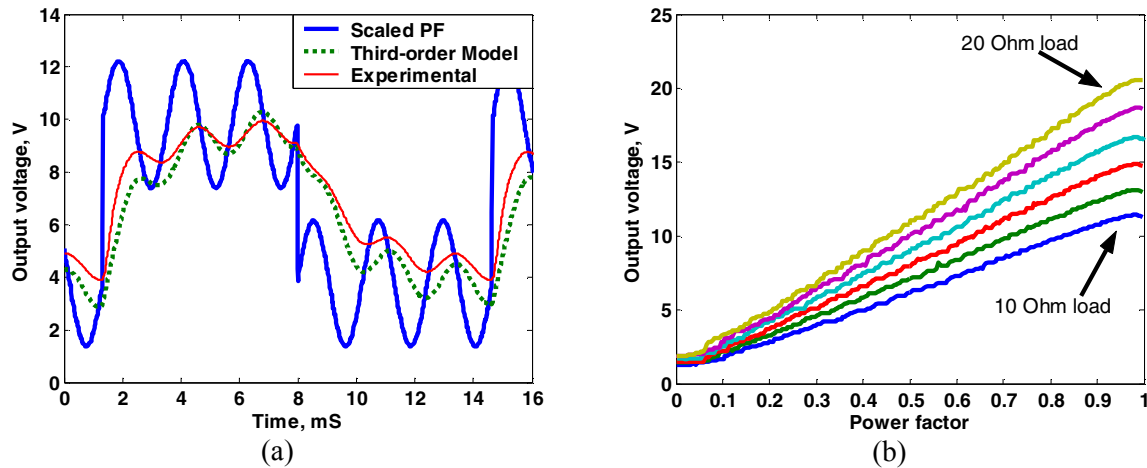 14
12
10
8
6
4
2
0
Output voltage, V
Scaled PF
Third-order Model
Experimental
0 2 4 6 8 10 12 14 16
Time, mS
(a)
25
20
15
10
5
0
Output voltage, V
20 Ohm load
10 Ohm load
0 0.1 0.2 0.3 0.4 0.5 0.6 0.7 0.8 0.9 1
Power factor
(b)